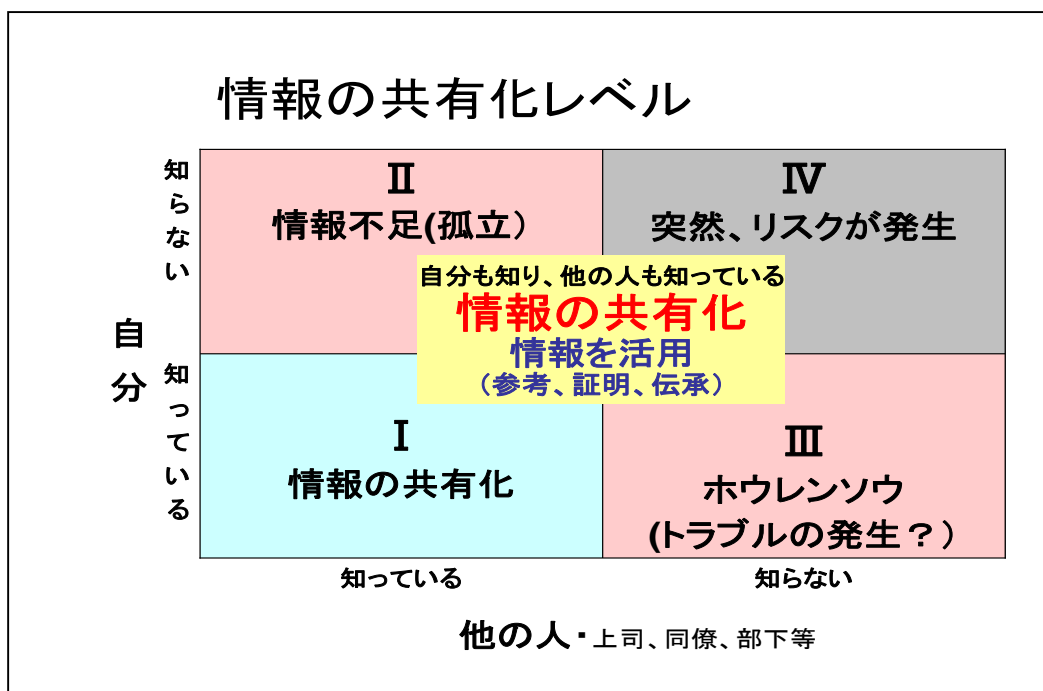 情報の共有化レベル
知らない
Ⅱ
情報不足(孤立）
Ⅳ
突然、リスクが発生
自分も知り、他の人も知っている
情報の共有化
情報を活用
（参考、証明、伝承）
自分
知っている
Ⅰ
情報の共有化
Ⅲ
ホウレンソウ
(トラブルの発生？）
知っている
知らない
他の人・上司、同僚、部下等